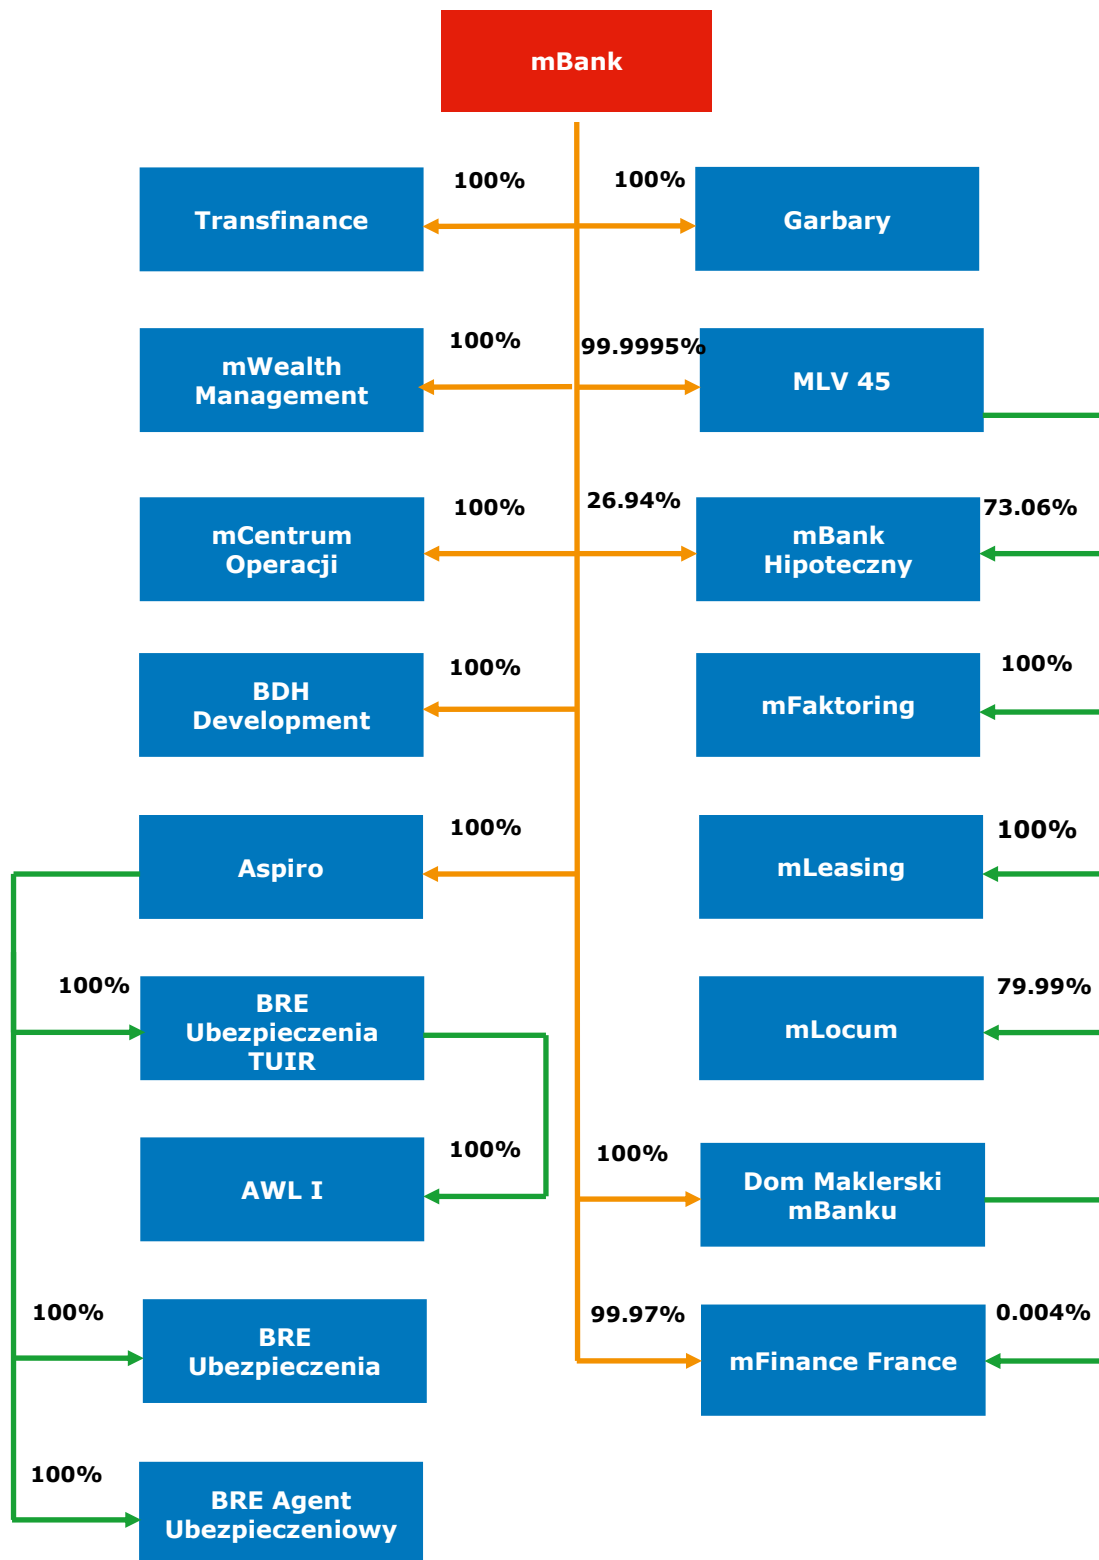 mBank
100%
100%
Transfinance
Garbary
100%
99.9995%
mWealth
Management
MLV 45
100%
26.94%
73.06%
mCentrum
Operacji
mBank
Hipoteczny
100%
100%
BDH
Development
mFaktoring
100%
100%
Aspiro
mLeasing
100%
79.99%
BRE
Ubezpieczenia
TUIR
mLocum
100%
100%
AWL I
Dom Maklerski
mBanku
100%
99.97%
0.004%
BRE
Ubezpieczenia
mFinance France
100%
BRE Agent
Ubezpieczeniowy